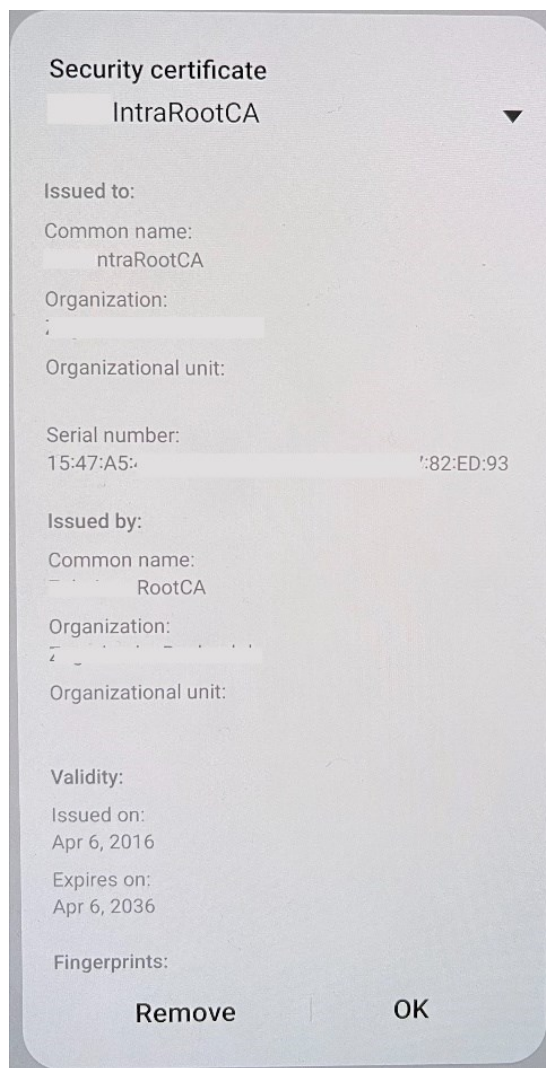 Security certificate
IntraRootCA
Issued to:
Common name:
ntraRootCA
Organization:
Organizational unit:
Serial number:
15:47:A5: :82:ED:93
Issued by:
Common name:
RootCA
Organization:
Organizational unit:
Validity:
Issued on:
Apr 6, 2016
Expires on:
Apr 6, 2036
Fingerprints:
Remove OK